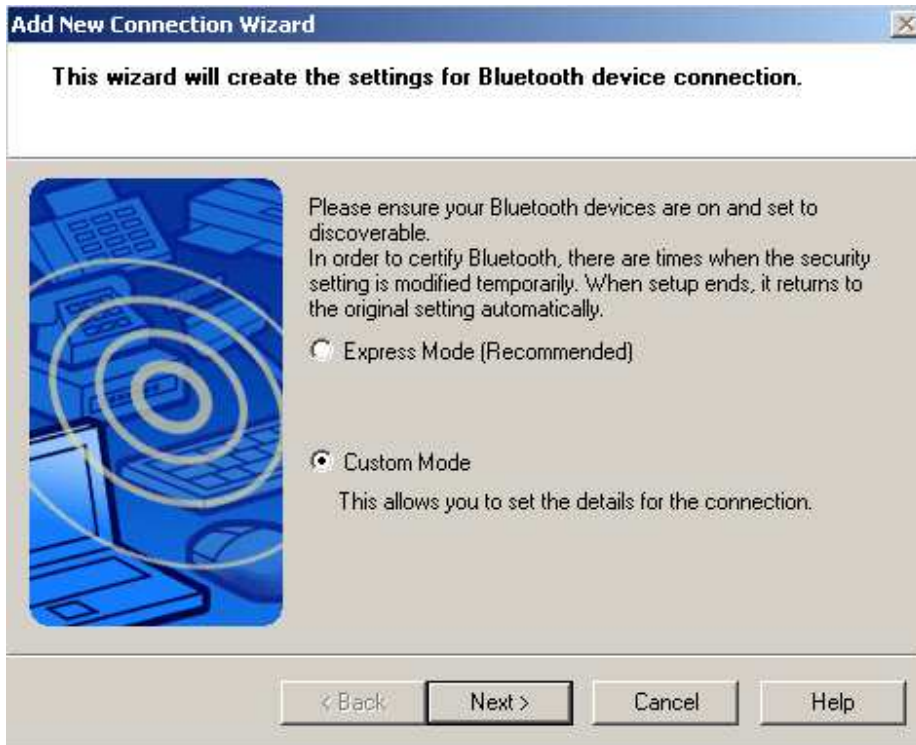 Add New Connection Wizard
This wizard will create the settings for Bluetooth device connection.
Please ensure your Bluetooth devices are on and set to
discoverable.
In order to certify Bluetooth, there are times when the security
setting is modified temporarily. When setup ends, it returns to
the original setting automatically.
Express Mode (Recommended)
Custom Mode
This allows you to set the details for the connection.
< Back Next > Cancel Help